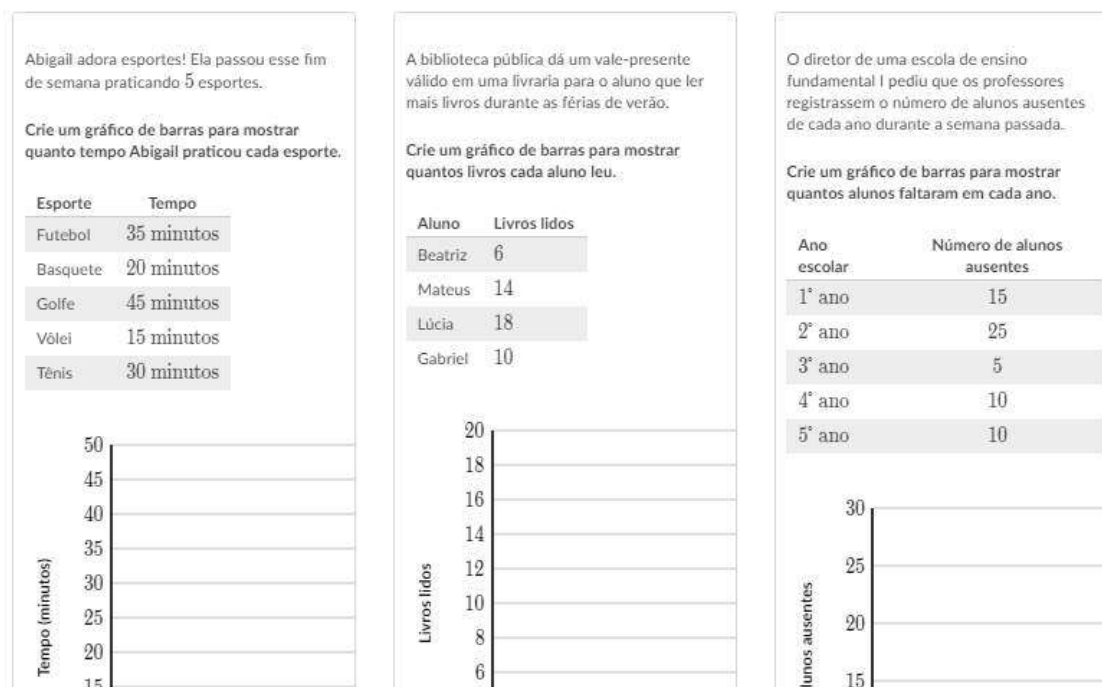 Abigail adora esportes! Ela passou esse fim
de semana praticando 5 esportes.
Crie um gráfico de barras para mostrar
quanto tempo Abigail praticou cada esporte.
Esporte Tempo
Futebol 35 minutos
Basquete 20 minutos
Golfe 45 minutos
Vôlei 15 minutos
Tênis 30 minutos
50
45
40
35
30
25
20
15
Tempo (minutos)
A biblioteca pública dá um vale-presente
válido em uma livraria para o aluno que ler
mais livros durante as férias de verão.
Crie um gráfico de barras para mostrar
quantos livros cada aluno leu.
Aluno Livros lidos
Beatriz 6
Mateus 14
Lúcia 18
Gabriel 10
20
18
16
14
12
10
8
6
Livros lidos
O diretor de uma escola de ensino
fundamental I pediu que os professores
registrassem o número de alunos ausentes
de cada ano durante a semana passada.
Crie um gráfico de barras para mostrar
quantos alunos faltaram em cada ano.
Ano
escolar
Número de alunos
ausentes
1° ano 15
2° ano 25
3° ano 5
4° ano 10
5° ano 10
30
25
20
15
lunos ausentes